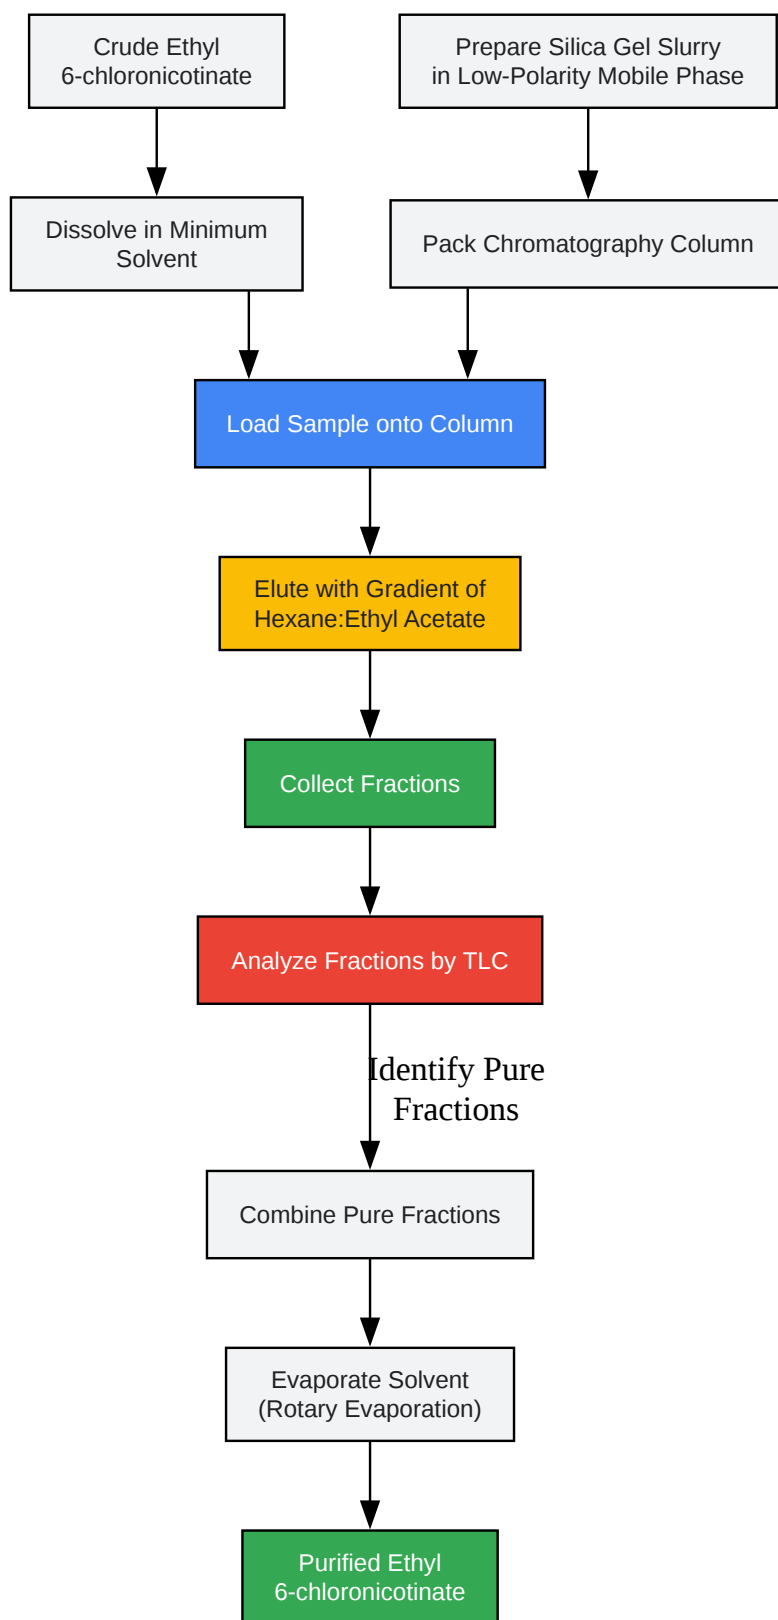 Crude Ethyl
6-chloronicotinate
Prepare Silica Gel Slurry
in Low-Polarity Mobile Phase
Dissolve in Minimum
Solvent
Pack Chromatography Column
Load Sample onto Column
Elute with Gradient of
Hexane:Ethyl Acetate
Collect Fractions
Analyze Fractions by TLC
Identify Pure
Fractions
Combine Pure Fractions
Evaporate Solvent
(Rotary Evaporation)
Purified Ethyl
6-chloronicotinate